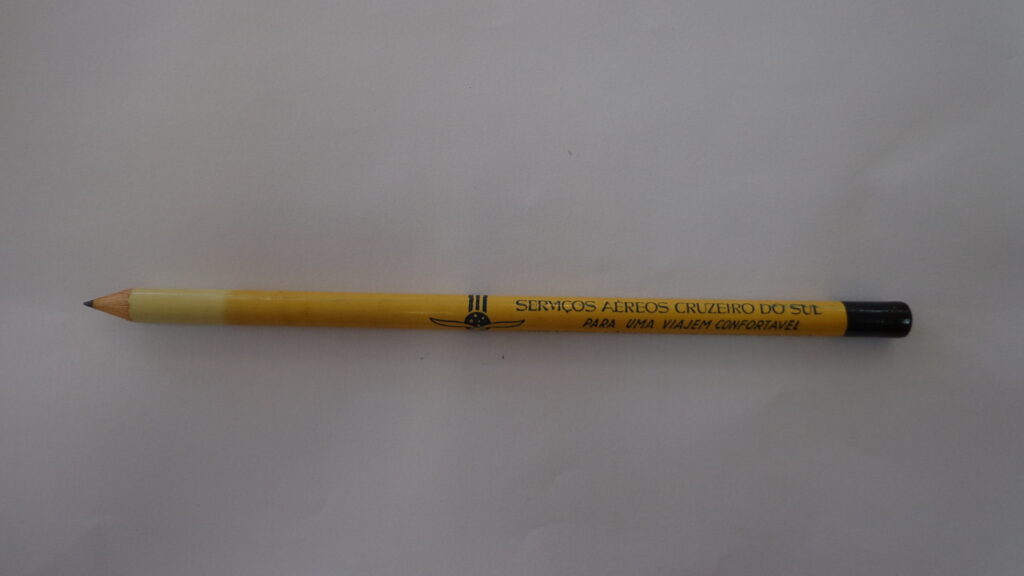 SERVIÇOS AÉREOS CRUZEIRO DO SUL
PARA UMA VIAJEM CONFORTAVEL